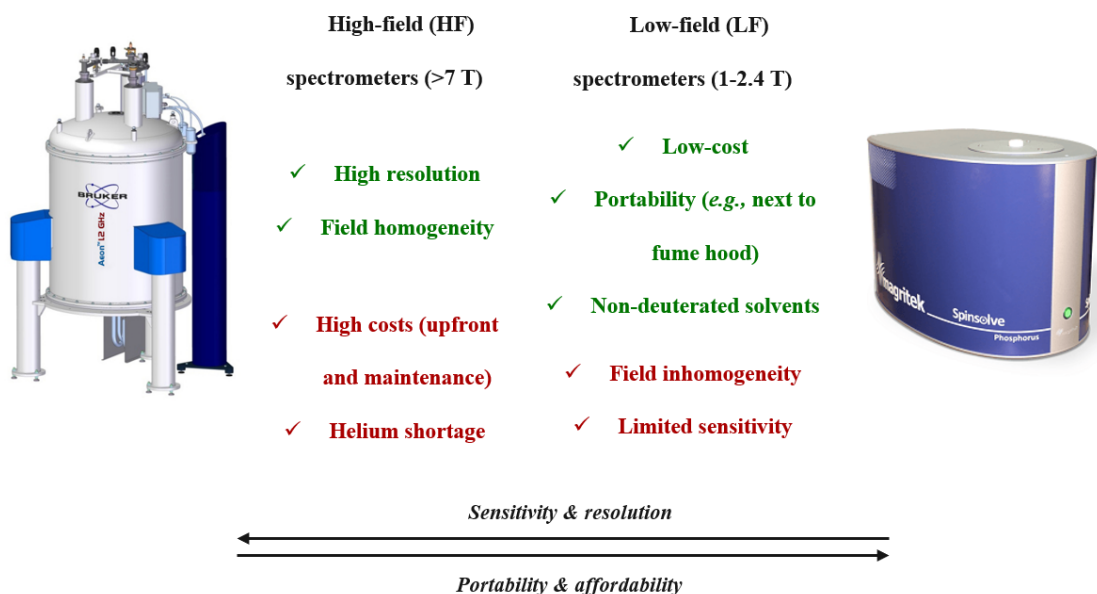 High-field (HF)
spectrometers (>7 T)
✓ High resolution
✓ Field homogeneity
✓ High costs (upfront
and maintenance)
✓ Helium shortage
Low-field (LF)
spectrometers (1-2.4 T)
✓ Low-cost
✓ Portability (e.g., next to
fume hood)
✓ Non-deuterated solvents
✓ Field inhomogeneity
✓ Limited sensitivity
BRUKER
Aeon 1.2 GHz
magritek
Spinsolve
Phosphorus
Sensitivity & resolution
Portability & affordability